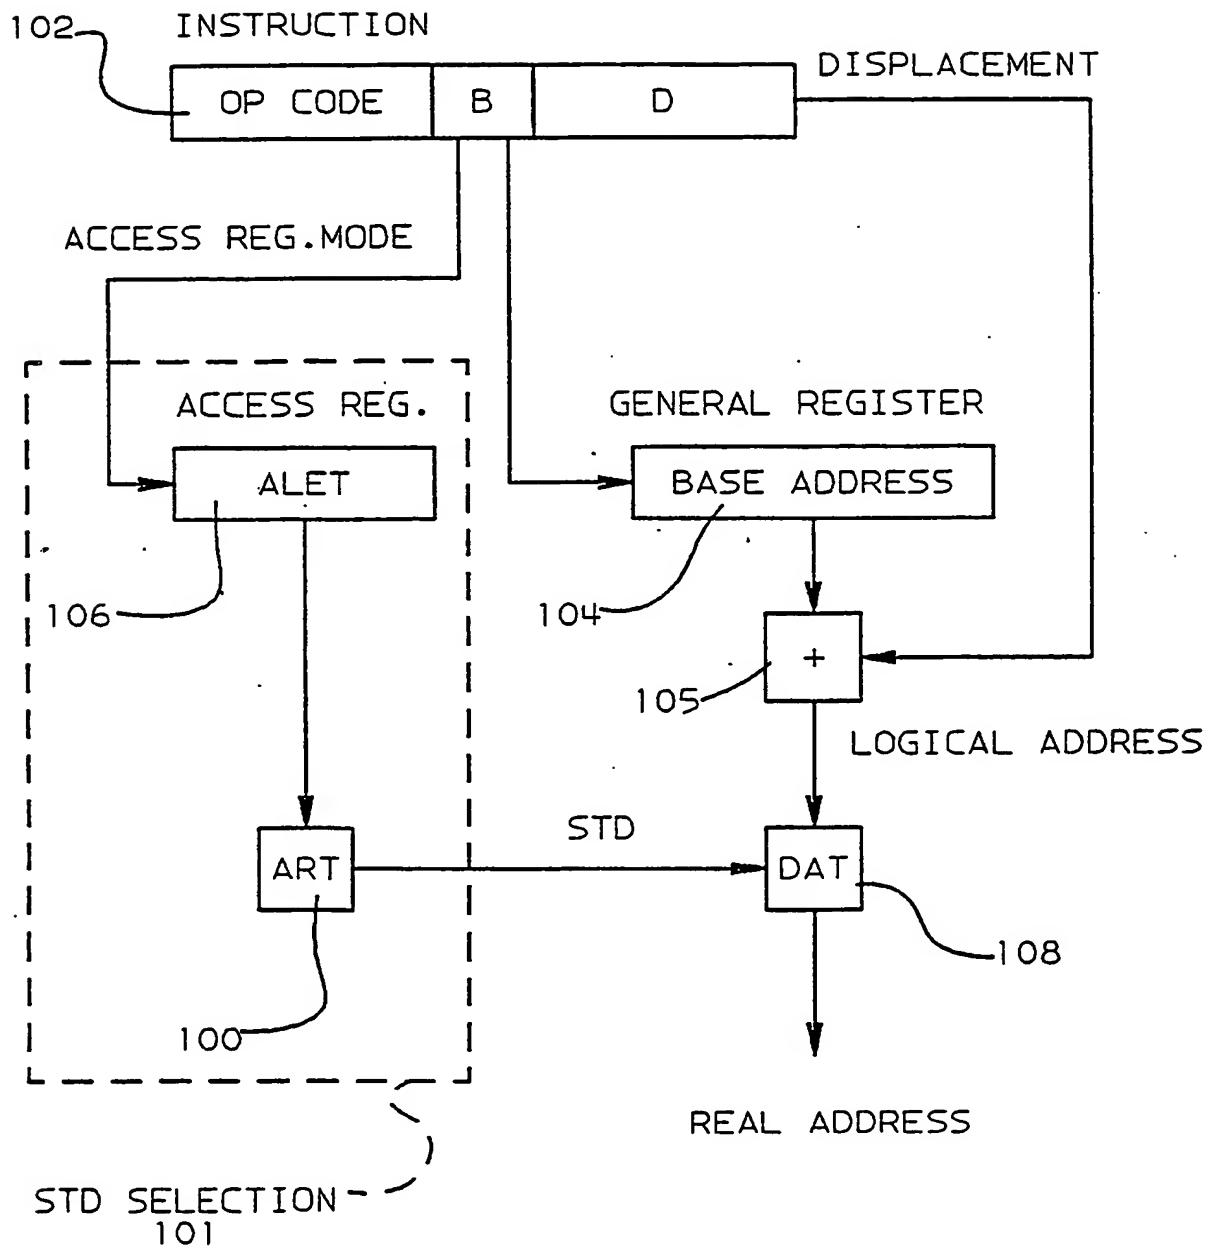 102 INSTRUCTION
DISPLACEMENT
OP CODE B D
ACCESS REG.MODE
ACCESS REG. GENERAL REGISTER
ALET BASE ADDRESS
106 104
+
105
LOGICAL ADDRESS
STD
ART DAT
108
100
REAL ADDRESS
STD SELECTION
101